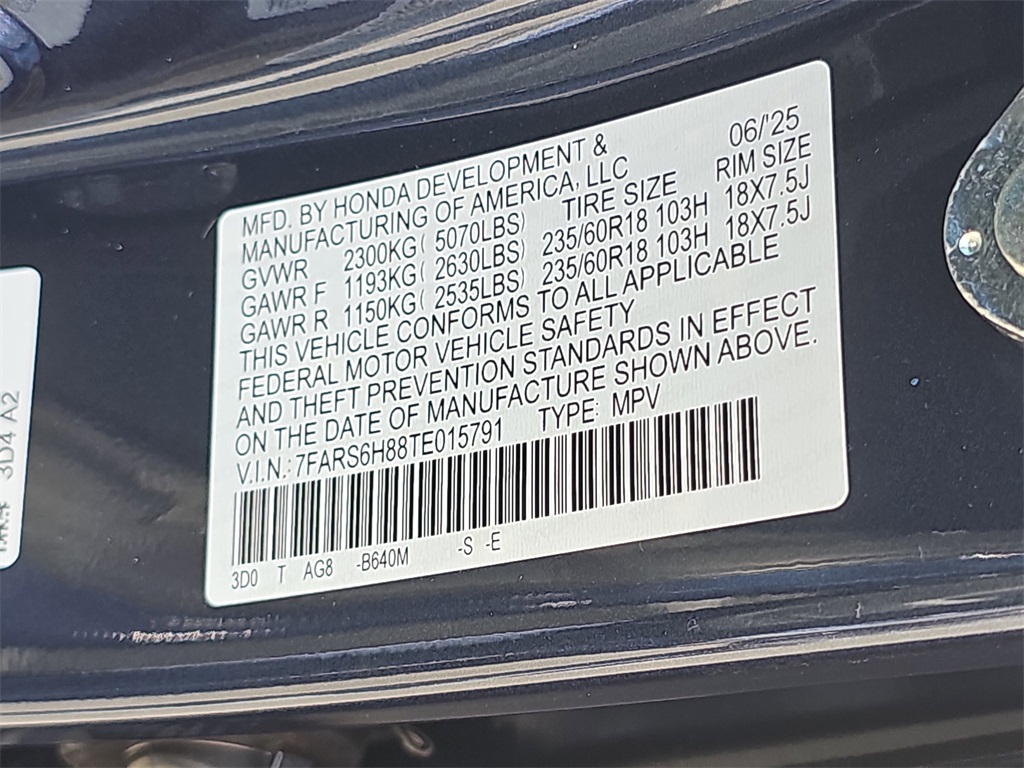 MFD. BY HONDA DEVELOPMENT & 06/'25
MANUFACTURING OF AMERICA, LLC
GVWR 2300KG( 5070LBS) TIRE SIZE RIM SIZE
GAWR F 1193KG( 2630LBS) 235/60R18 103H 18X7.5J
GAWR R 1150KG( 2535LBS) 235/60R18 103H 18X7.5J
THIS VEHICLE CONFORMS TO ALL APPLICABLE
FEDERAL MOTOR VEHICLE SAFETY
AND THEFT PREVENTION STANDARDS IN EFFECT
ON THE DATE OF MANUFACTURE SHOWN ABOVE.
V.I.N.: 7FARS6H88TE015791 TYPE: MPV
3D0 T AG8 -B640M -S -E
3D4 A2